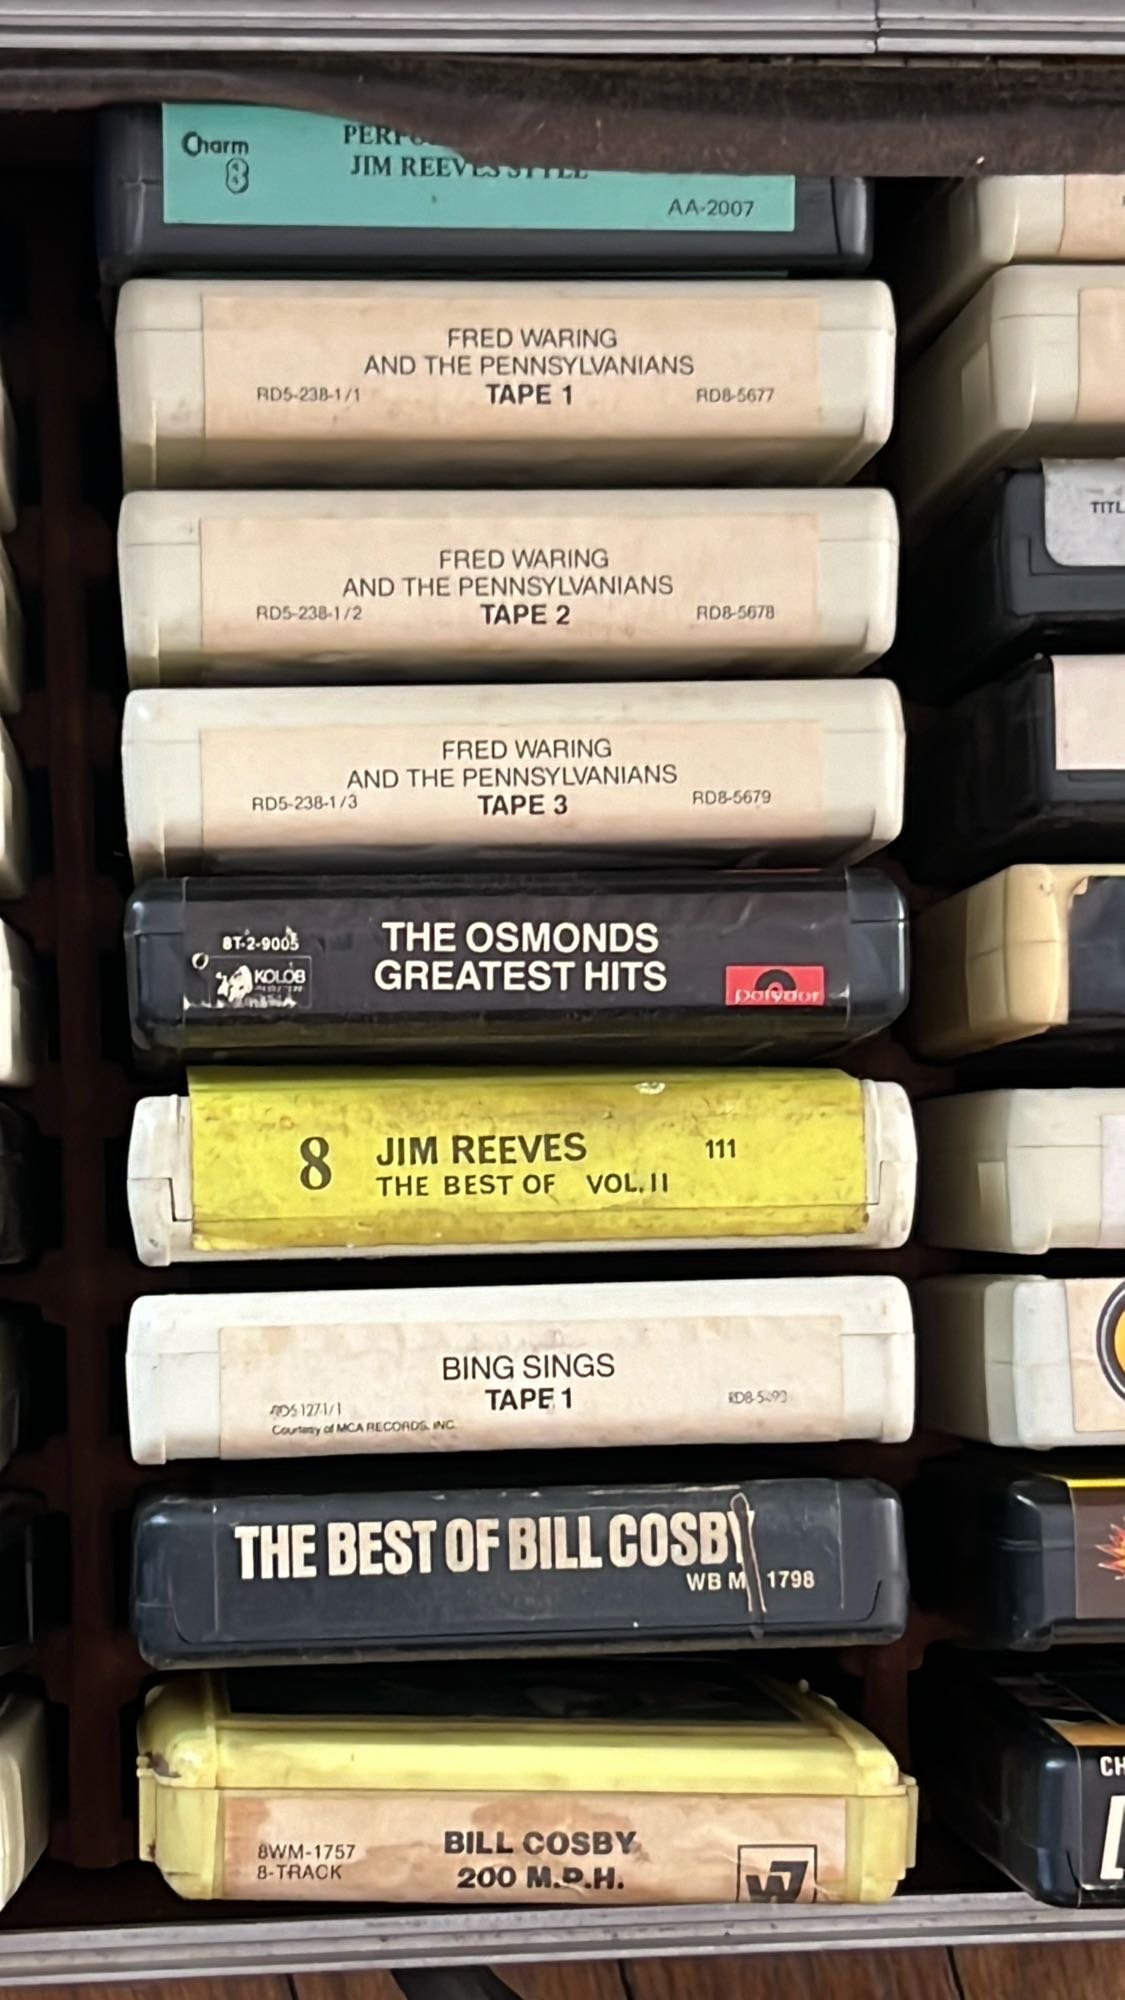 Charm
8
JIM REEVES STYLE
AA-2007
FRED WARING
AND THE PENNSYLVANIANS
RD5-238-1/1 TAPE 1 RD8-5677
FRED WARING
AND THE PENNSYLVANIANS
RD5-238-1/2 TAPE 2 RD8-5678
FRED WARING
AND THE PENNSYLVANIANS
RD5-238-1/3 TAPE 3 RD8-5679
8T-2-9005
KOLOB
THE OSMONDS
GREATEST HITS
polydor
8 JIM REEVES 111
THE BEST OF VOL. II
BING SINGS
TAPE 1
Courtesy of MCA RECORDS, INC.
THE BEST OF BILL COSBY
WB M 1798
8WM-1757
8-TRACK
BILL COSBY
200 M.P.H.
W7